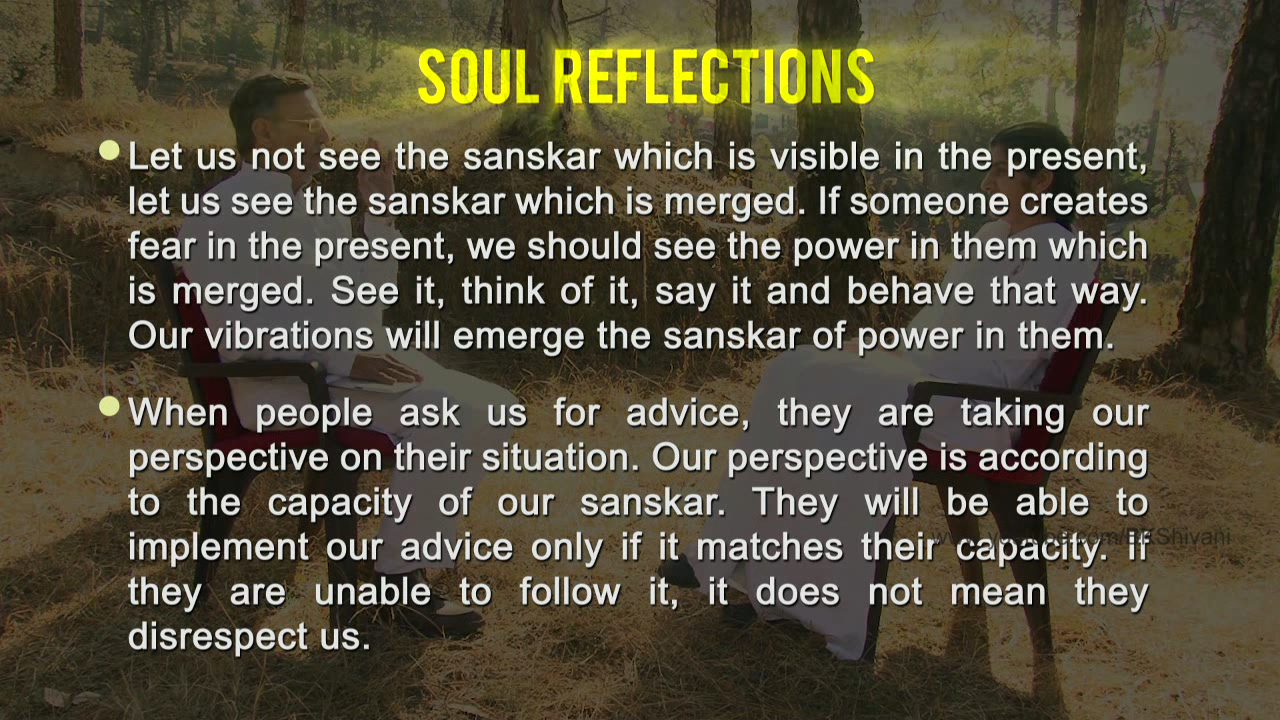 SOUL REFLECTIONS
Let us not see the sanskar which is visible in the present,
let us see the sanskar which is merged. If someone creates
fear in the present, we should see the power in them which
is merged. See it, think of it, say it and behave that way.
Our vibrations will emerge the sanskar of power in them.
When people ask us for advice, they are taking our
perspective on their situation. Our perspective is according
to the capacity of our sanskar. They will be able to
implement our advice only if it matches their capacity. If
they are unable to follow it, it does not mean they
disrespect us.